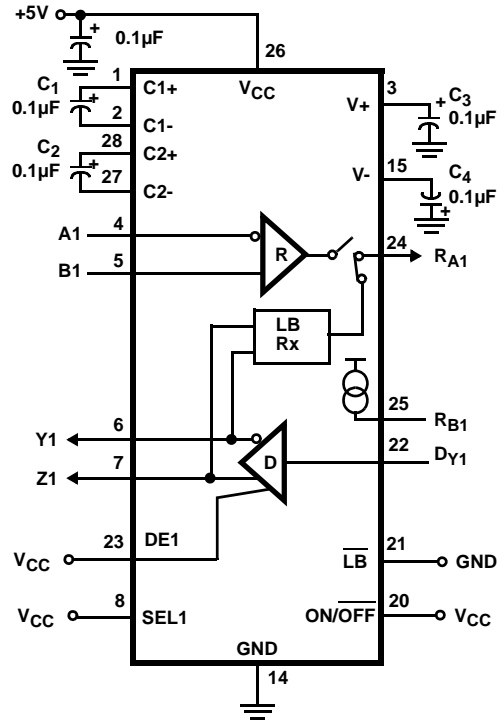 +5V
0.1µF
26
VCC
1
C1+
C1
0.1µF
2
C1-
28
C2+
C2
0.1µF
27
C2-
3
V+
+
C3
0.1µF
15
V-
C4
0.1µF
+
4
A1
5
B1
R
24
RA1
LB
Rx
25
RB1
6
Y1
22
DY1
7
Z1
D
23
VCC
DE1
21
LB
GND
8
VCC
SEL1
20
ON/OFF
VCC
GND
14